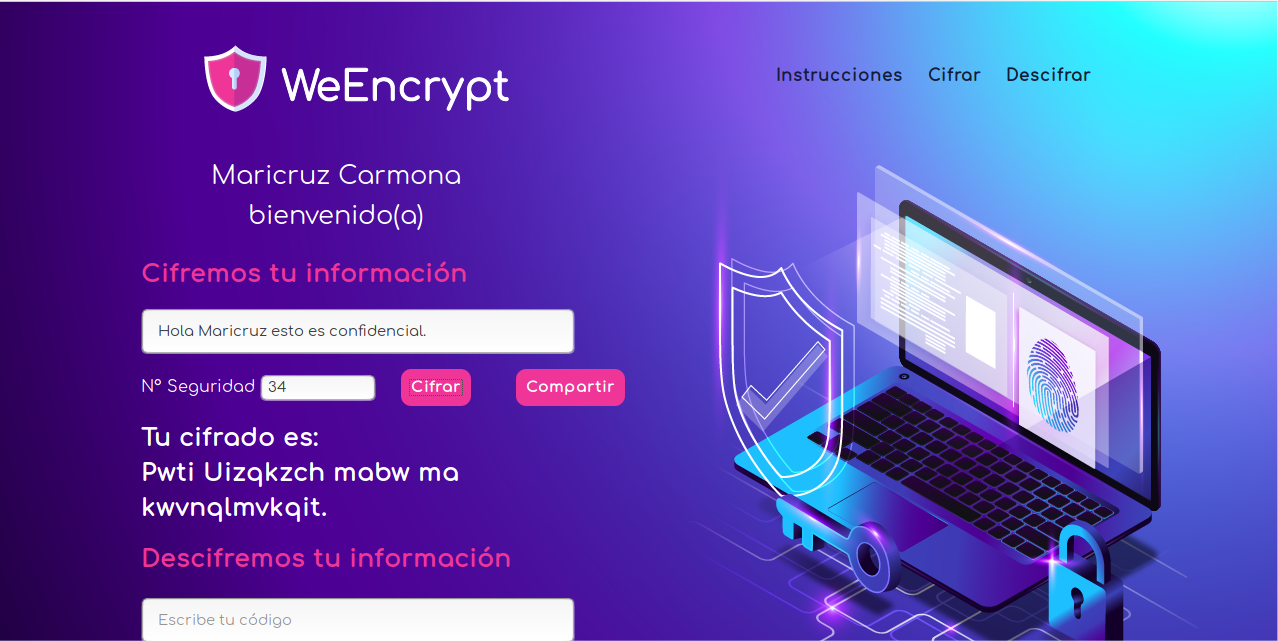 WeEncrypt
Instrucciones Cifrar Descifrar
Maricruz Carmona
bienvenido(a)
Cifremos tu información
Hola Maricruz esto es confidencial.
N° Seguridad 34 Cifrar Compartir
Tu cifrado es:
Pwti Uizqkzch mabw ma
kwvnqlmvkqit.
Descifremos tu información
Escribe tu código